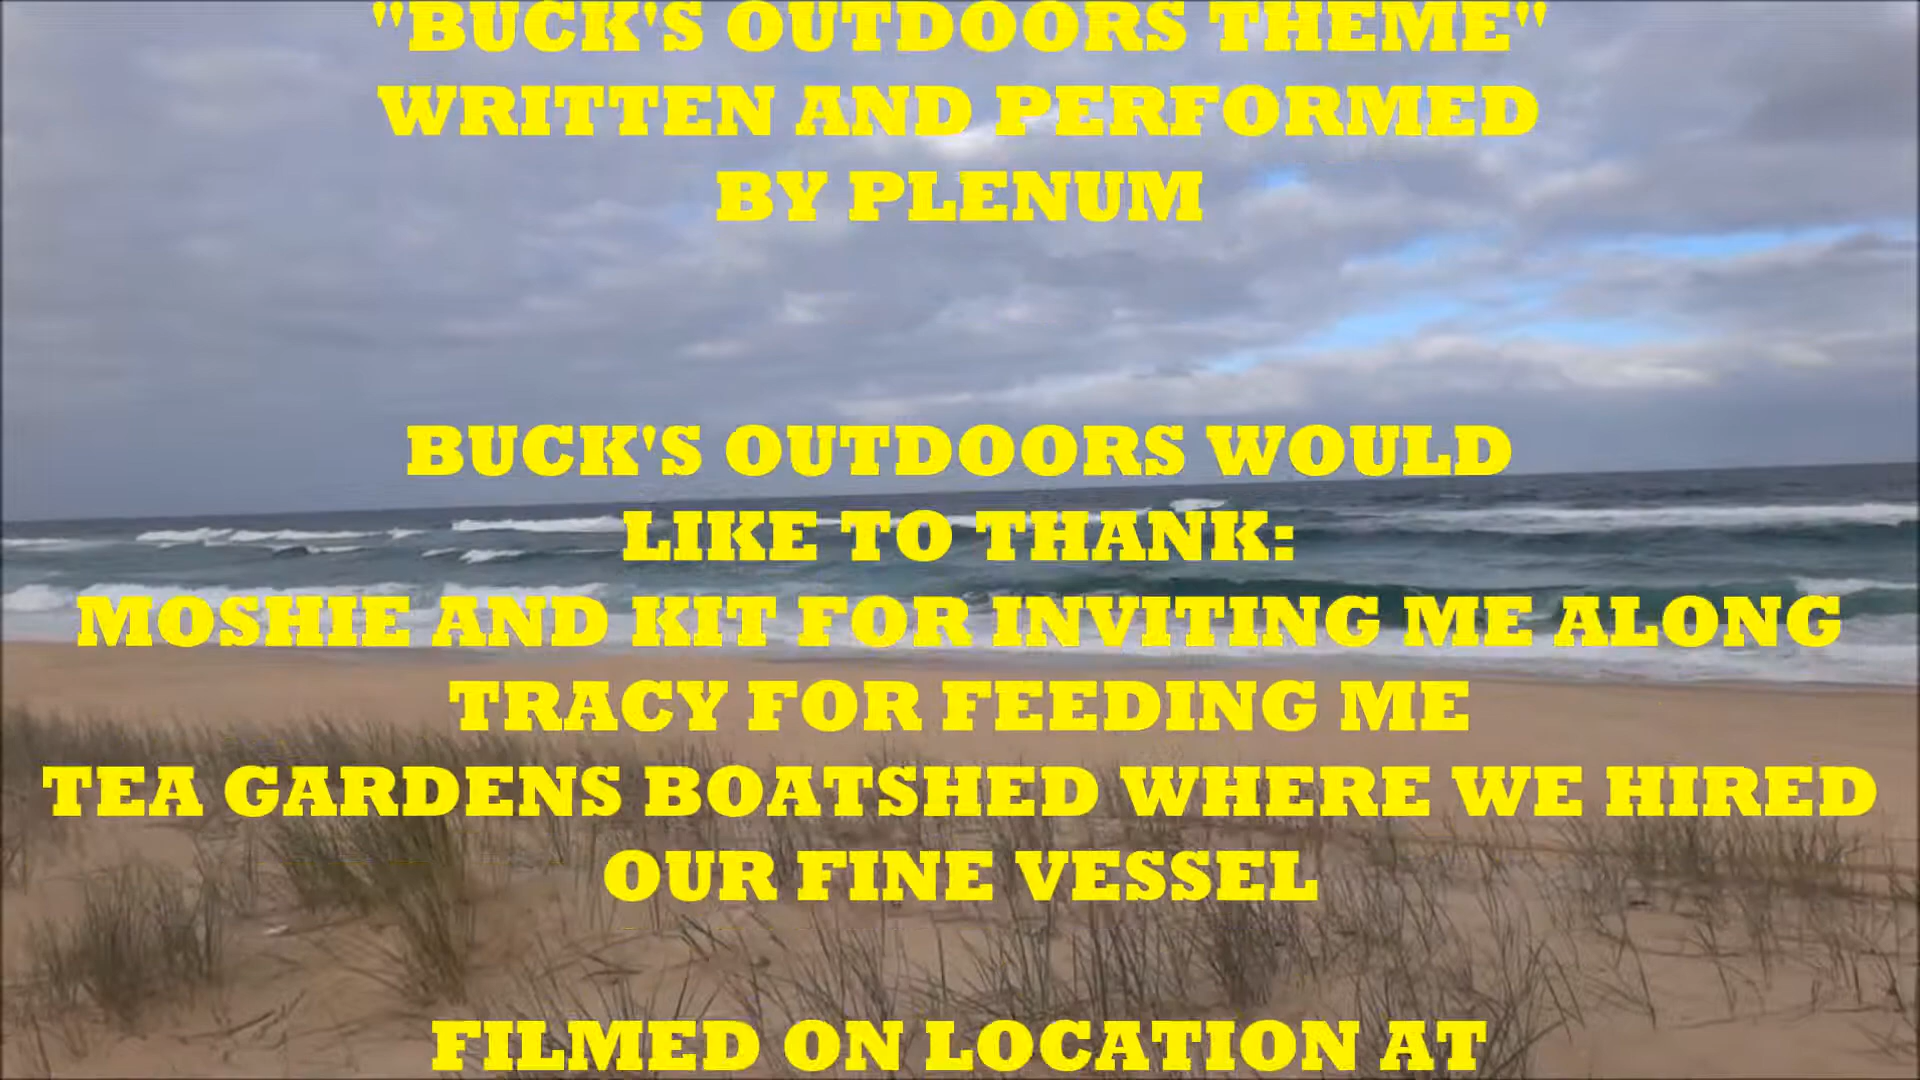 "BUCK'S OUTDOORS THEME"
WRITTEN AND PERFORMED
BY PLENUM
BUCK'S OUTDOORS WOULD
LIKE TO THANK:
MOSHIE AND KIT FOR INVITING ME ALONG
TRACY FOR FEEDING ME
TEA GARDENS BOATSHED WHERE WE HIRED
OUR FINE VESSEL
FILMED ON LOCATION AT